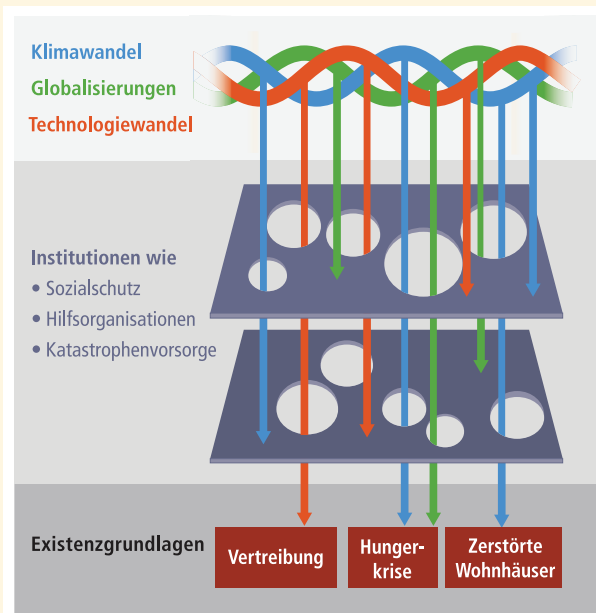 Klimawandel
Globalisierungen
Technologiewandel
Institutionen wie
• Sozialschutz
• Hilfsorganisationen
• Katastrophenvorsorge
Existenzgrundlagen
Vertreibung
Hunger-
krise
Zerstörte
Wohnhäuser